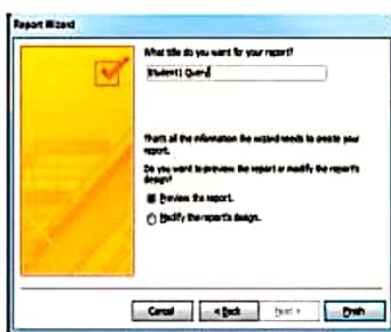 Report Wizard
What title do you want for your report?
Student1 Query
That's all the information the wizard needs to create your
report.
Do you want to preview the report or modify the report's
design?
Preview the report.
Modify the report's design.
Cancel
< Back
Next >
Finish